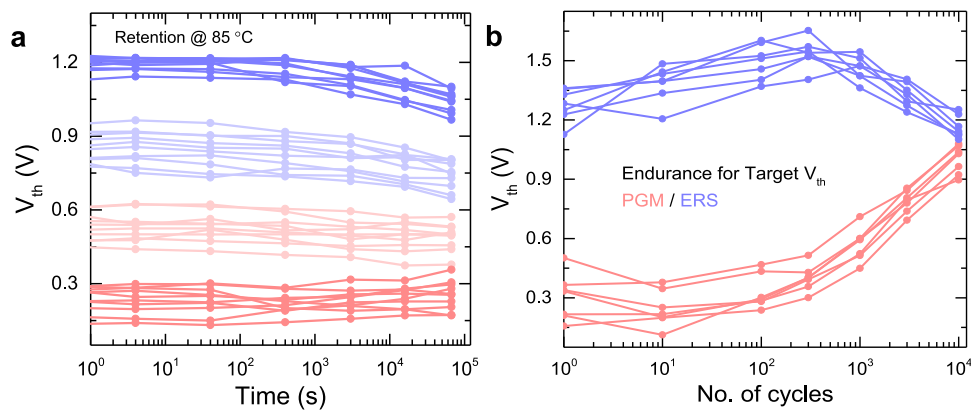 a
Retention @ 85 °C
V_th (V)
1.2
0.9
0.6
0.3
10^0 10^1 10^2 10^3 10^4 10^5
Time (s)
b
V_th (V)
1.5
1.2
0.9
0.6
0.3
Endurance for Target V_th
PGM / ERS
10^0 10^1 10^2 10^3 10^4
No. of cycles